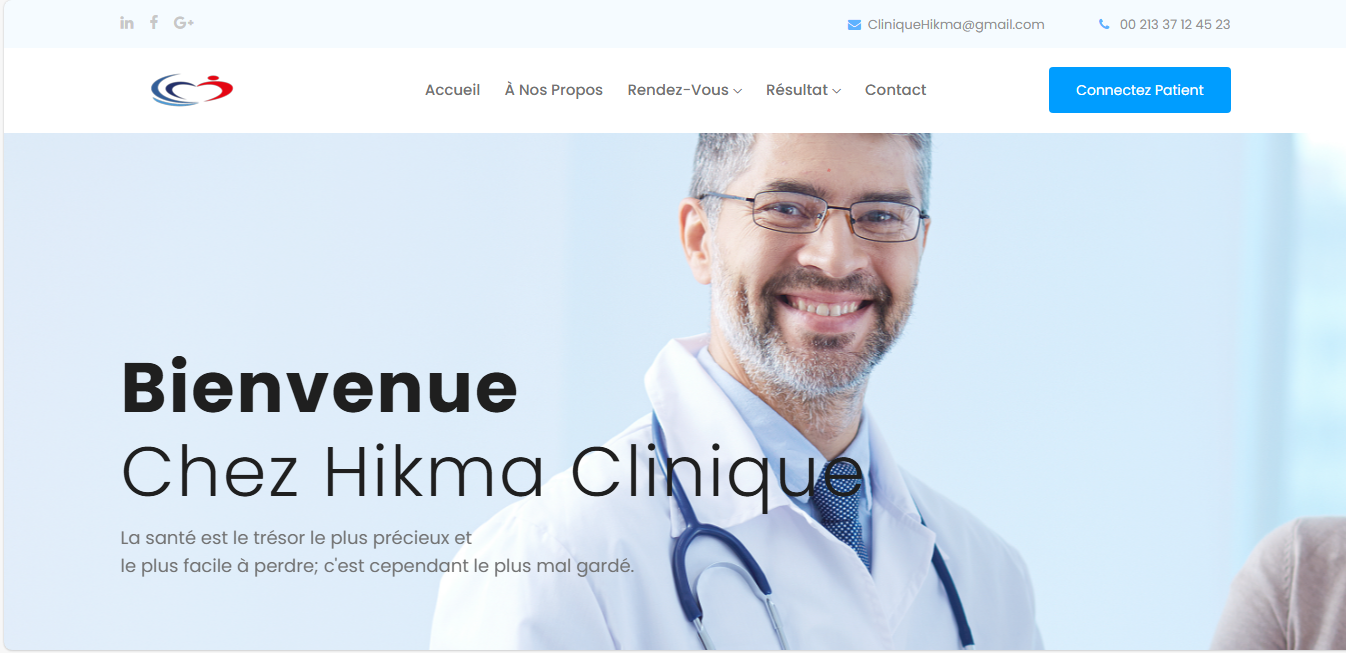 CliniqueHikma@gmail.com
00 213 37 12 45 23
Accueil
À Nos Propos
Rendez-Vous
Résultat
Contact
Connectez Patient
Bienvenue
Chez Hikma Clinique
La santé est le trésor le plus précieux et
le plus facile à perdre; c'est cependant le plus mal gardé.